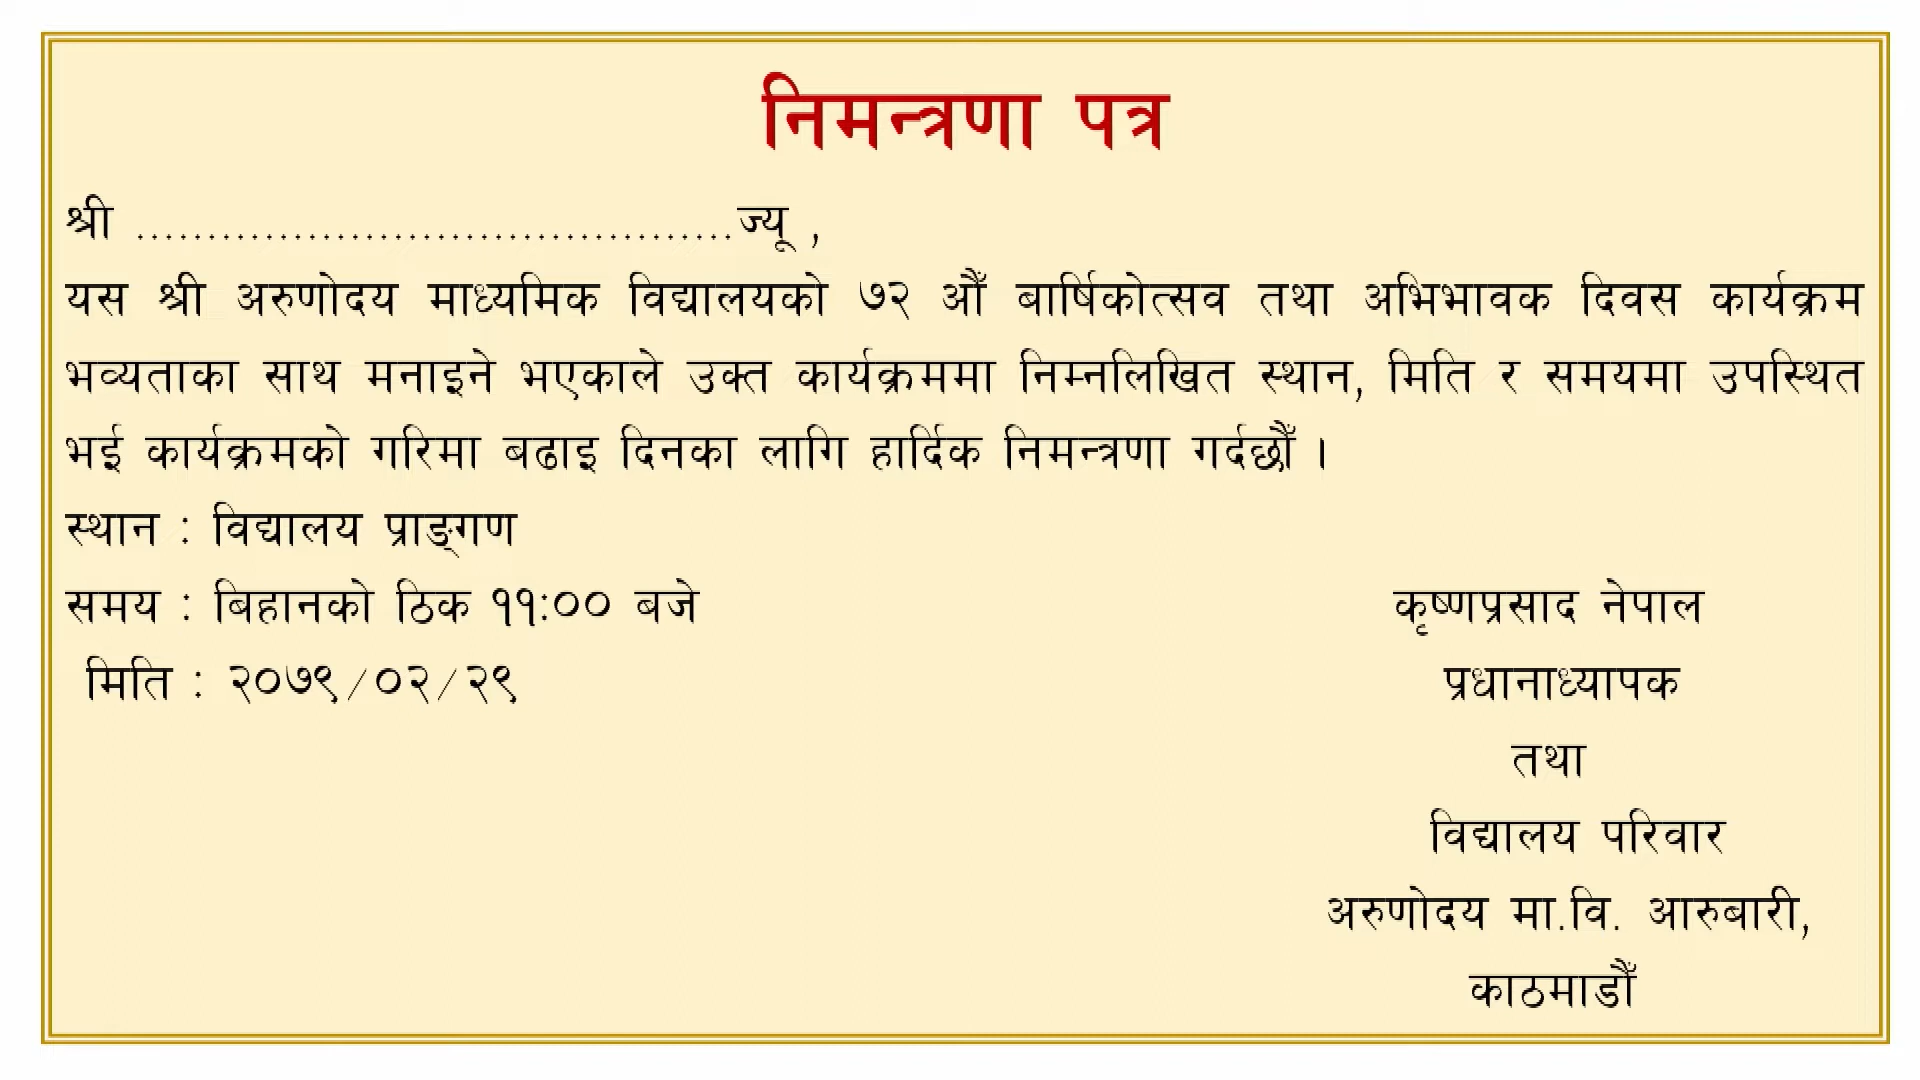 निमन्त्रणा पत्र
श्री ..........................................ज्यू ,
यस श्री अरुणोदय माध्यमिक विद्यालयको ७२ औँ बार्षिकोत्सव तथा अभिभावक दिवस कार्यक्रम
भव्यताका साथ मनाइने भएकाले उक्त कार्यक्रममा निम्नलिखित स्थान, मिति र समयमा उपस्थित
भई कार्यक्रमको गरिमा बढाइ दिनका लागि हार्दिक निमन्त्रणा गर्दछौँ ।
स्थान : विद्यालय प्राङ्गण
समय : बिहानको ठिक ११:०० बजे
मिति : २०७९/०२/२९
कृष्णप्रसाद नेपाल
प्रधानाध्यापक
तथा
विद्यालय परिवार
अरुणोदय मा.वि. आरुबारी,
काठमाडौँ